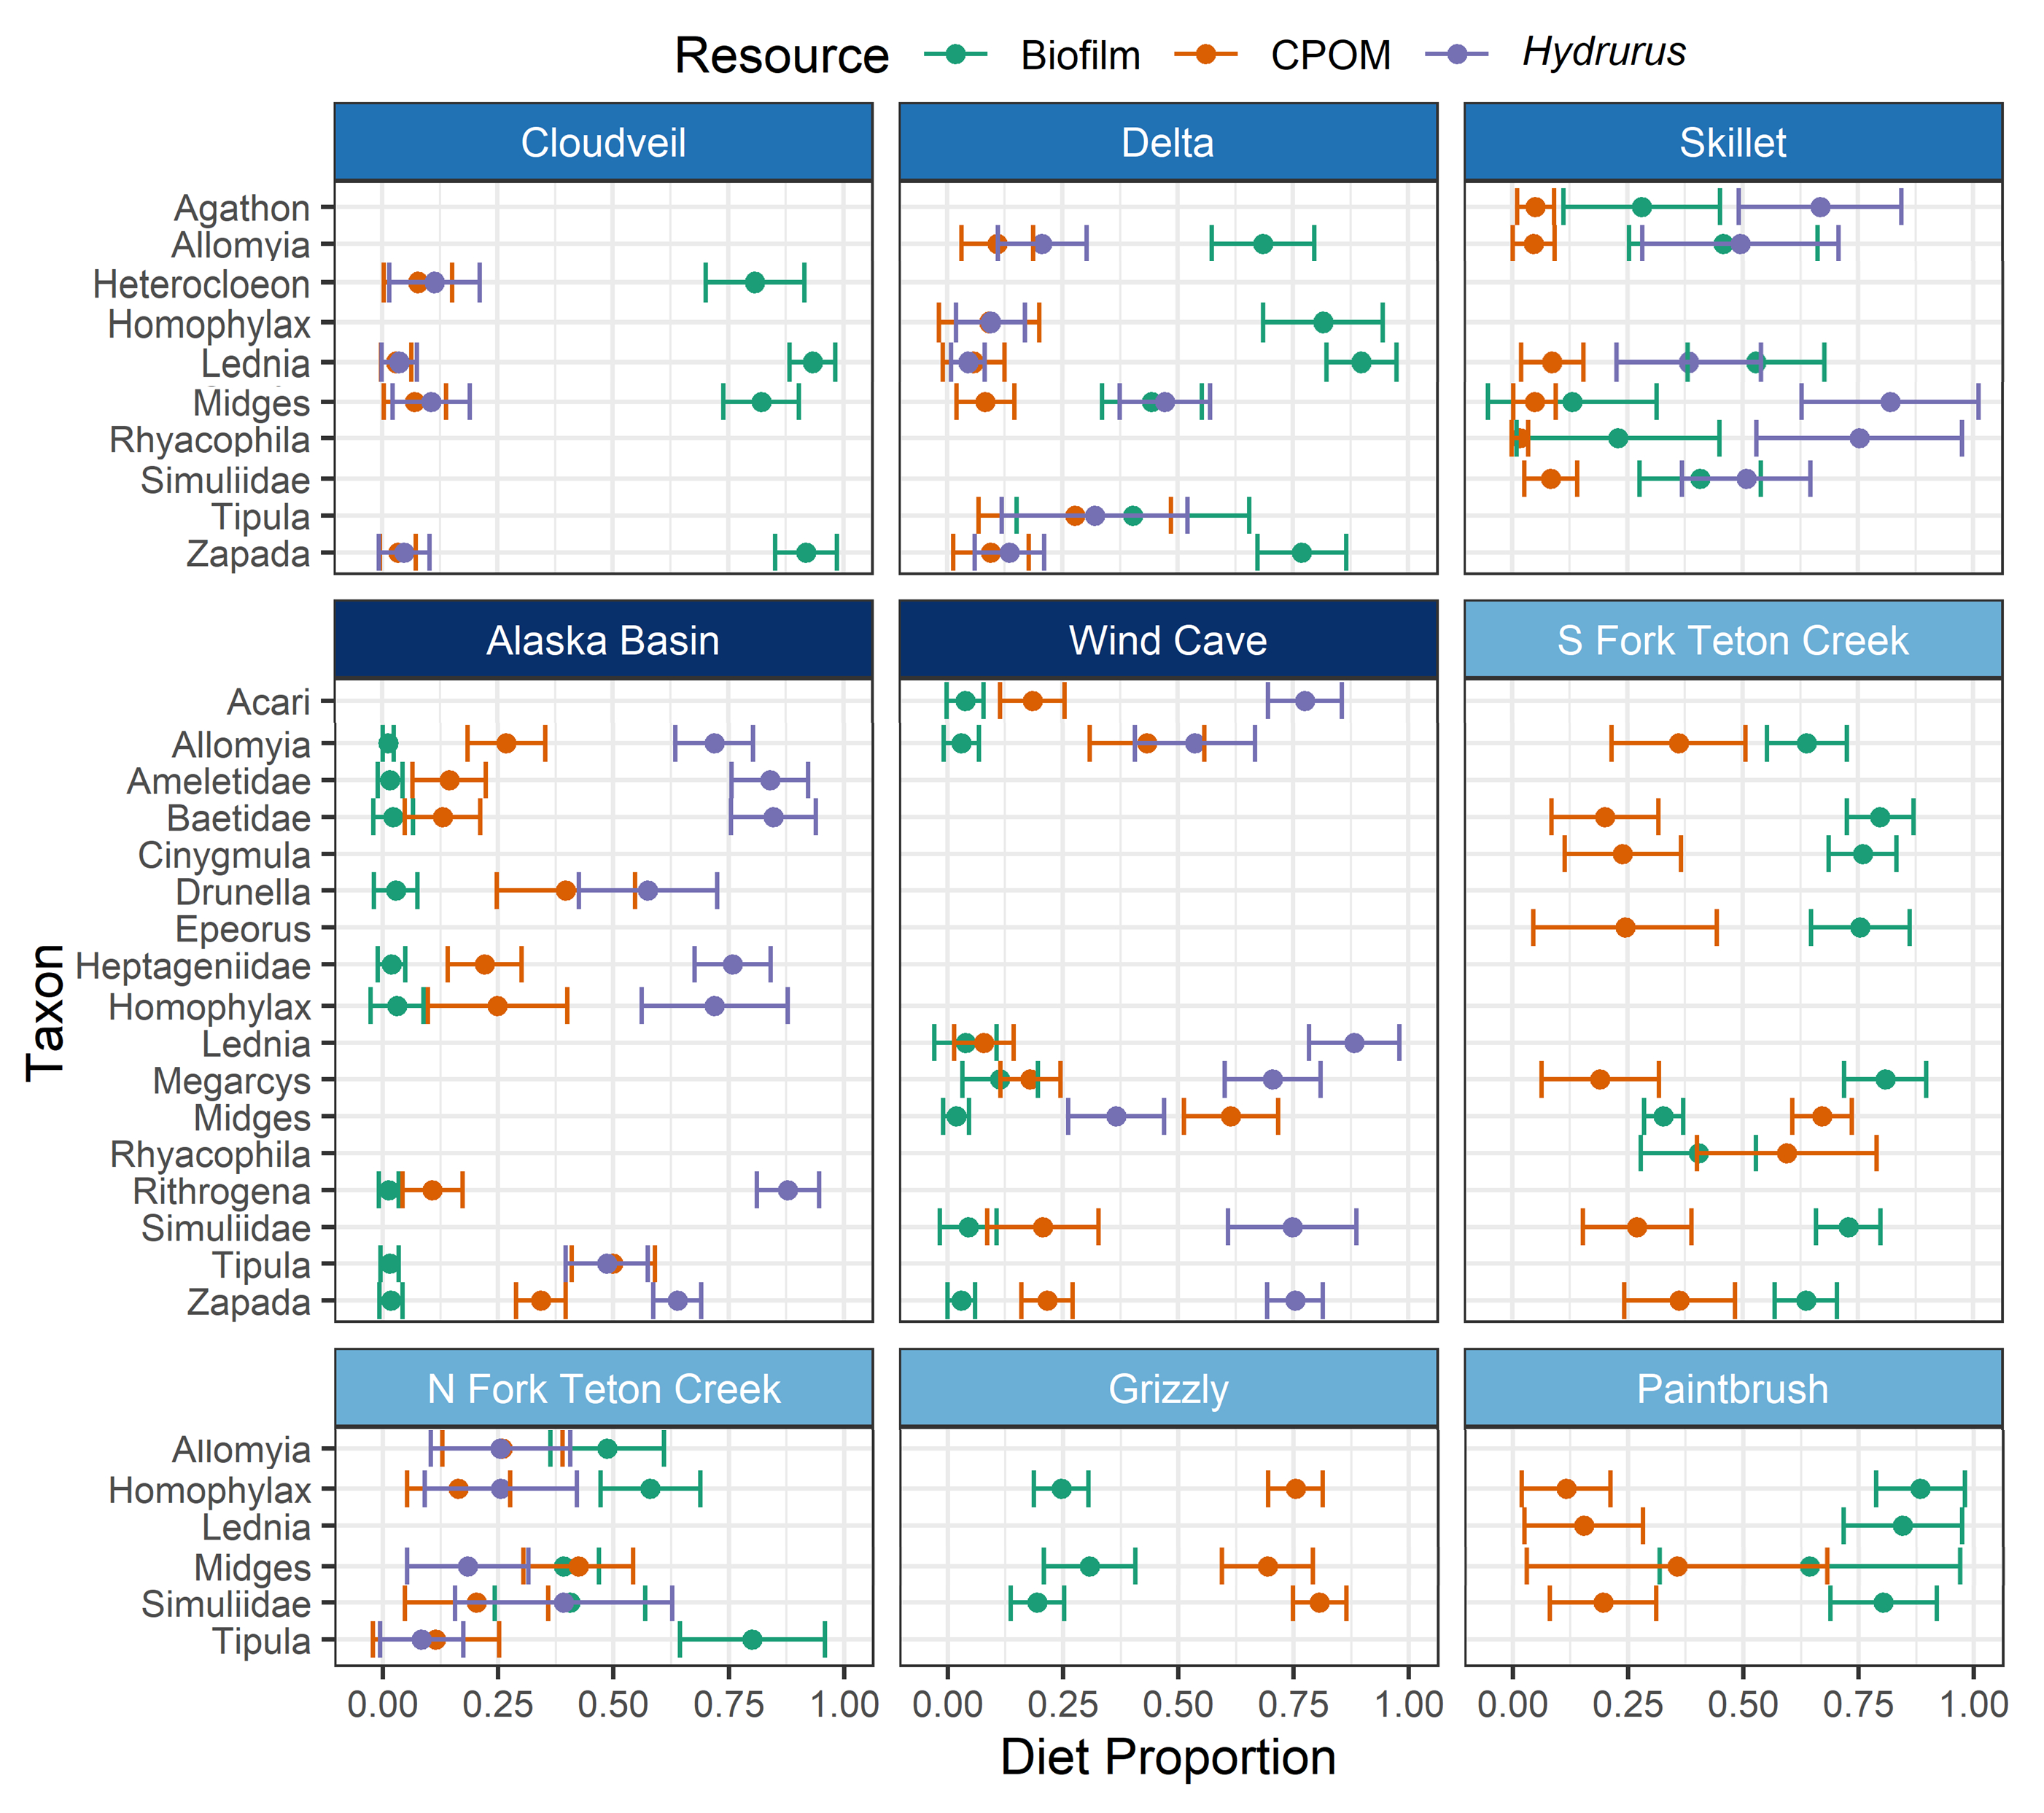 Resource Biofilm CPOM Hydrurus
Cloudveil Delta Skillet
Agathon
Allomyia
Heterocloeon
Homophylax
Lednia
Midges
Rhyacophila
Simuliidae
Tipula
Zapada
Alaska Basin Wind Cave S Fork Teton Creek
Acari
Allomyia
Ameletidae
Baetidae
Cinygmula
Drunella
Epeorus
Heptageniidae
Homophylax
Lednia
Megarcys
Midges
Rhyacophila
Rithrogena
Simuliidae
Tipula
Zapada
Taxon
N Fork Teton Creek Grizzly Paintbrush
Allomyia
Homophylax
Lednia
Midges
Simuliidae
Tipula
0.00 0.25 0.50 0.75 1.00 0.00 0.25 0.50 0.75 1.00 0.00 0.25 0.50 0.75 1.00
Diet Proportion